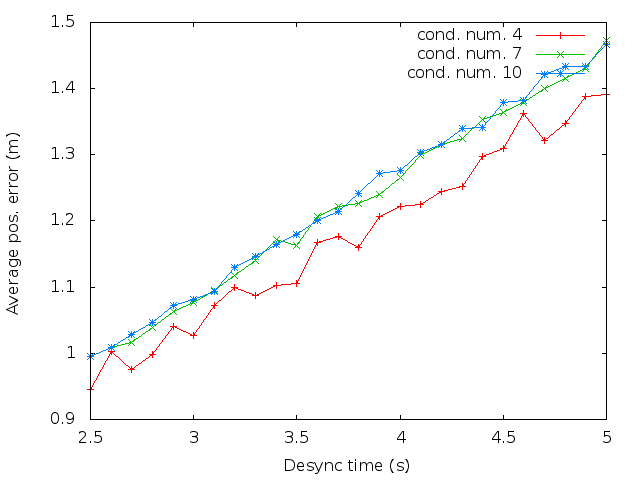 1.5
cond. num. 4
cond. num. 7
cond. num. 10
1.4
1.3
1.2
1.1
1
0.9
Average pos. error (m)
2.5 3 3.5 4 4.5 5
Desync time (s)